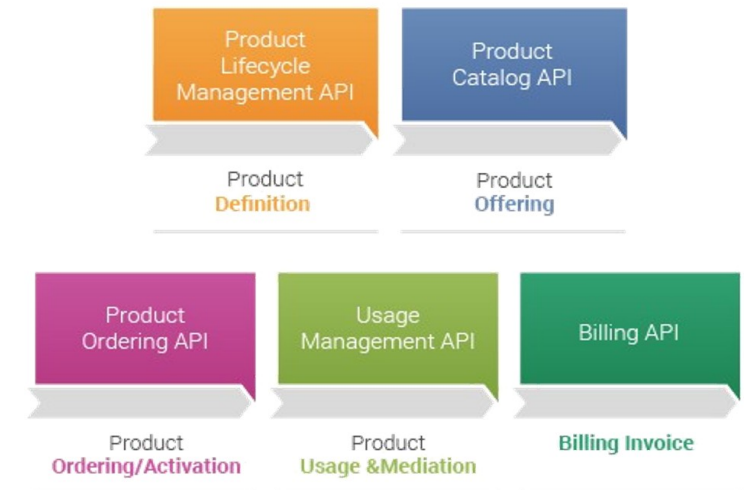 Product
Lifecycle
Management API
Product
Catalog API
Product
Definition
Product
Offering
Product
Ordering API
Usage
Management API
Billing API
Product
Ordering/Activation
Product
Usage &Mediation
Billing Invoice